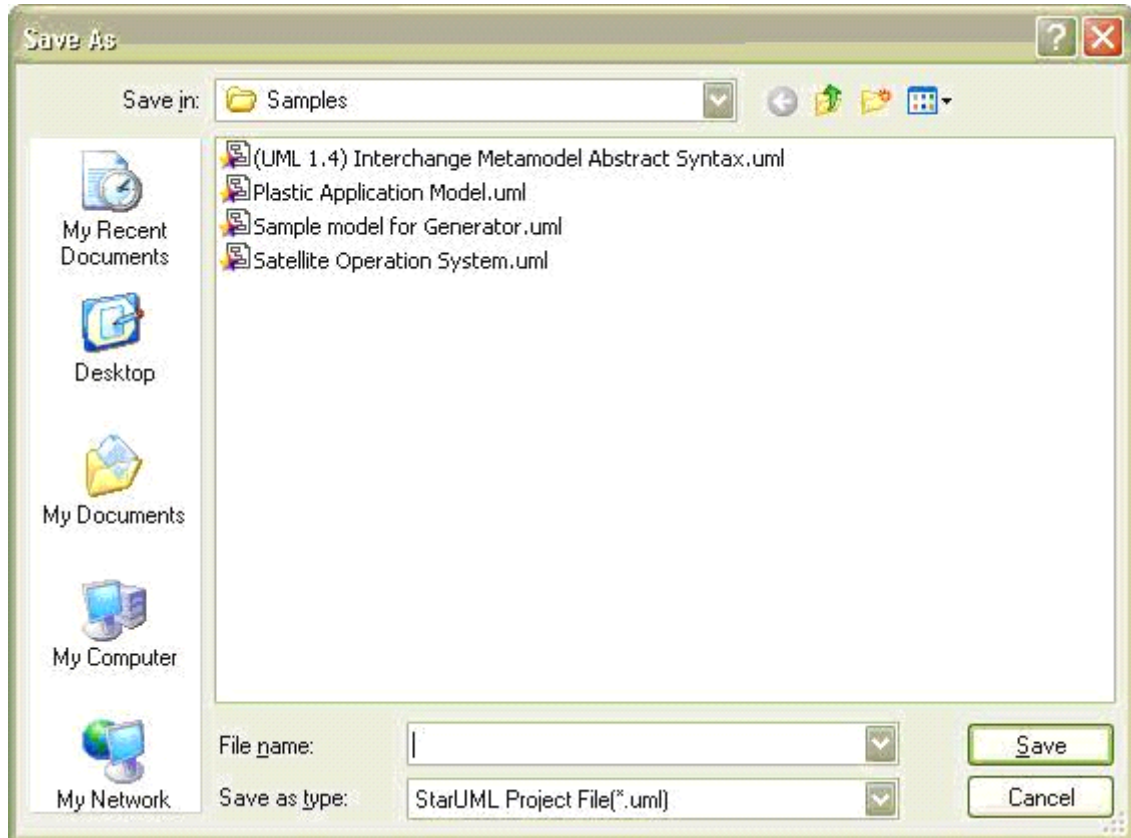 Save As
Save in:
Samples
(UML 1.4) Interchange Metamodel Abstract Syntax.uml
Plastic Application Model.uml
Sample model for Generator.uml
Satellite Operation System.uml
My Recent
Documents
Desktop
My Documents
My Computer
My Network
File name:
Save
Save as type:
StarUML Project File(*.uml)
Cancel